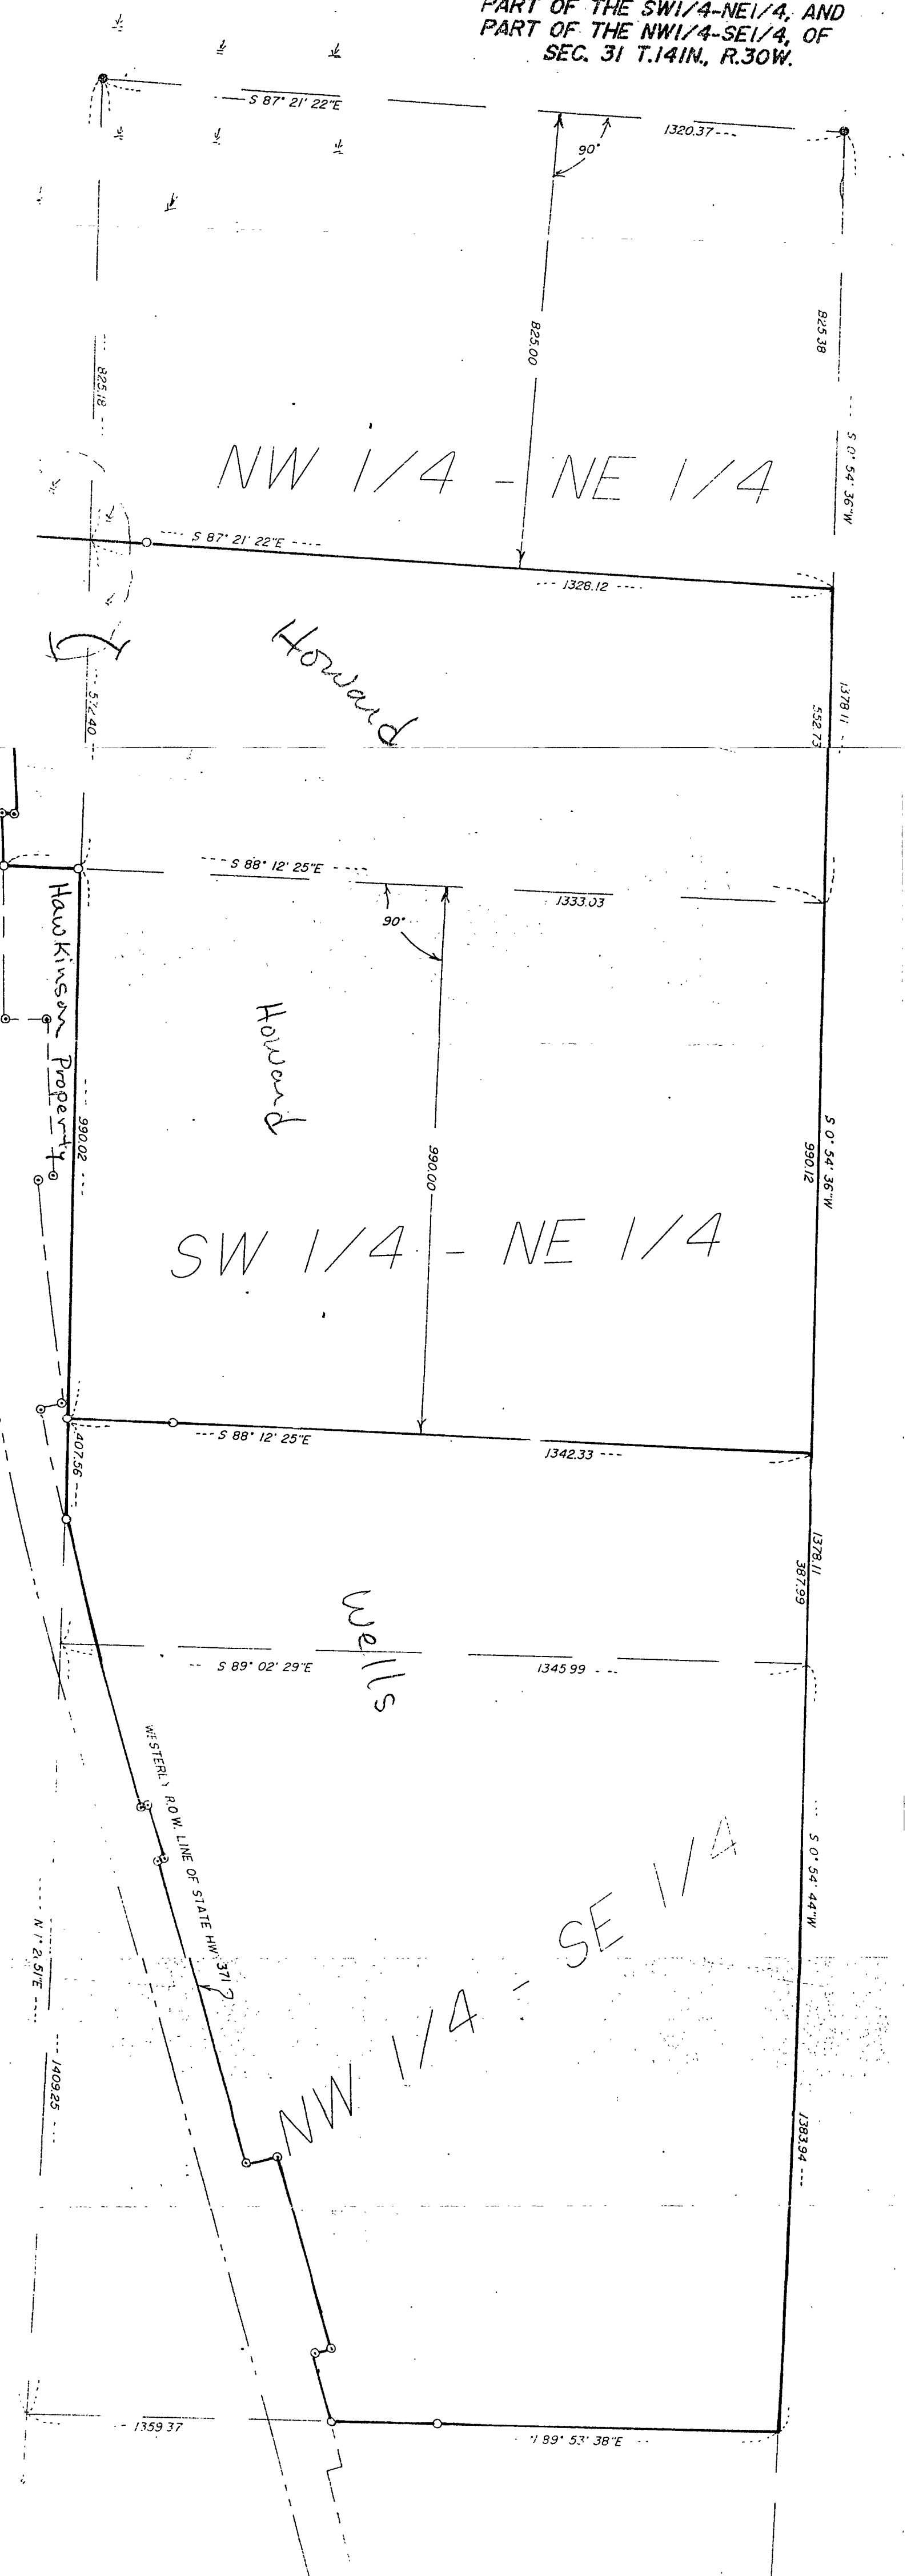 PART OF THE SW1/4-NE1/4, AND
PART OF THE NW1/4-SE1/4, OF
SEC. 31 T.141N., R.30W.
S 87° 21' 22"E
1320.37
90°
825.00
825.38
825.18
S 0° 54' 36"W
NW 1/4 - NE 1/4
S 87° 21' 22"E
1328.12
Howard
572.40
1378.11
552.73
S 88° 12' 25"E
1333.03
90°
Hawkinson Property
Howard
990.02
990.00
S 0° 54' 36"W
990.12
SW 1/4 - NE 1/4
S 88° 12' 25"E
1342.33
407.56
1378.11
387.99
Wells
S 89° 02' 29"E
1345.99
WESTERLY R.O.W. LINE OF STATE HWY 371
S 0° 54' 44"W
NW 1/4 - SE 1/4
N 1° 2' 51"E
1409.25
1383.94
1359.37
89° 53' 38"E